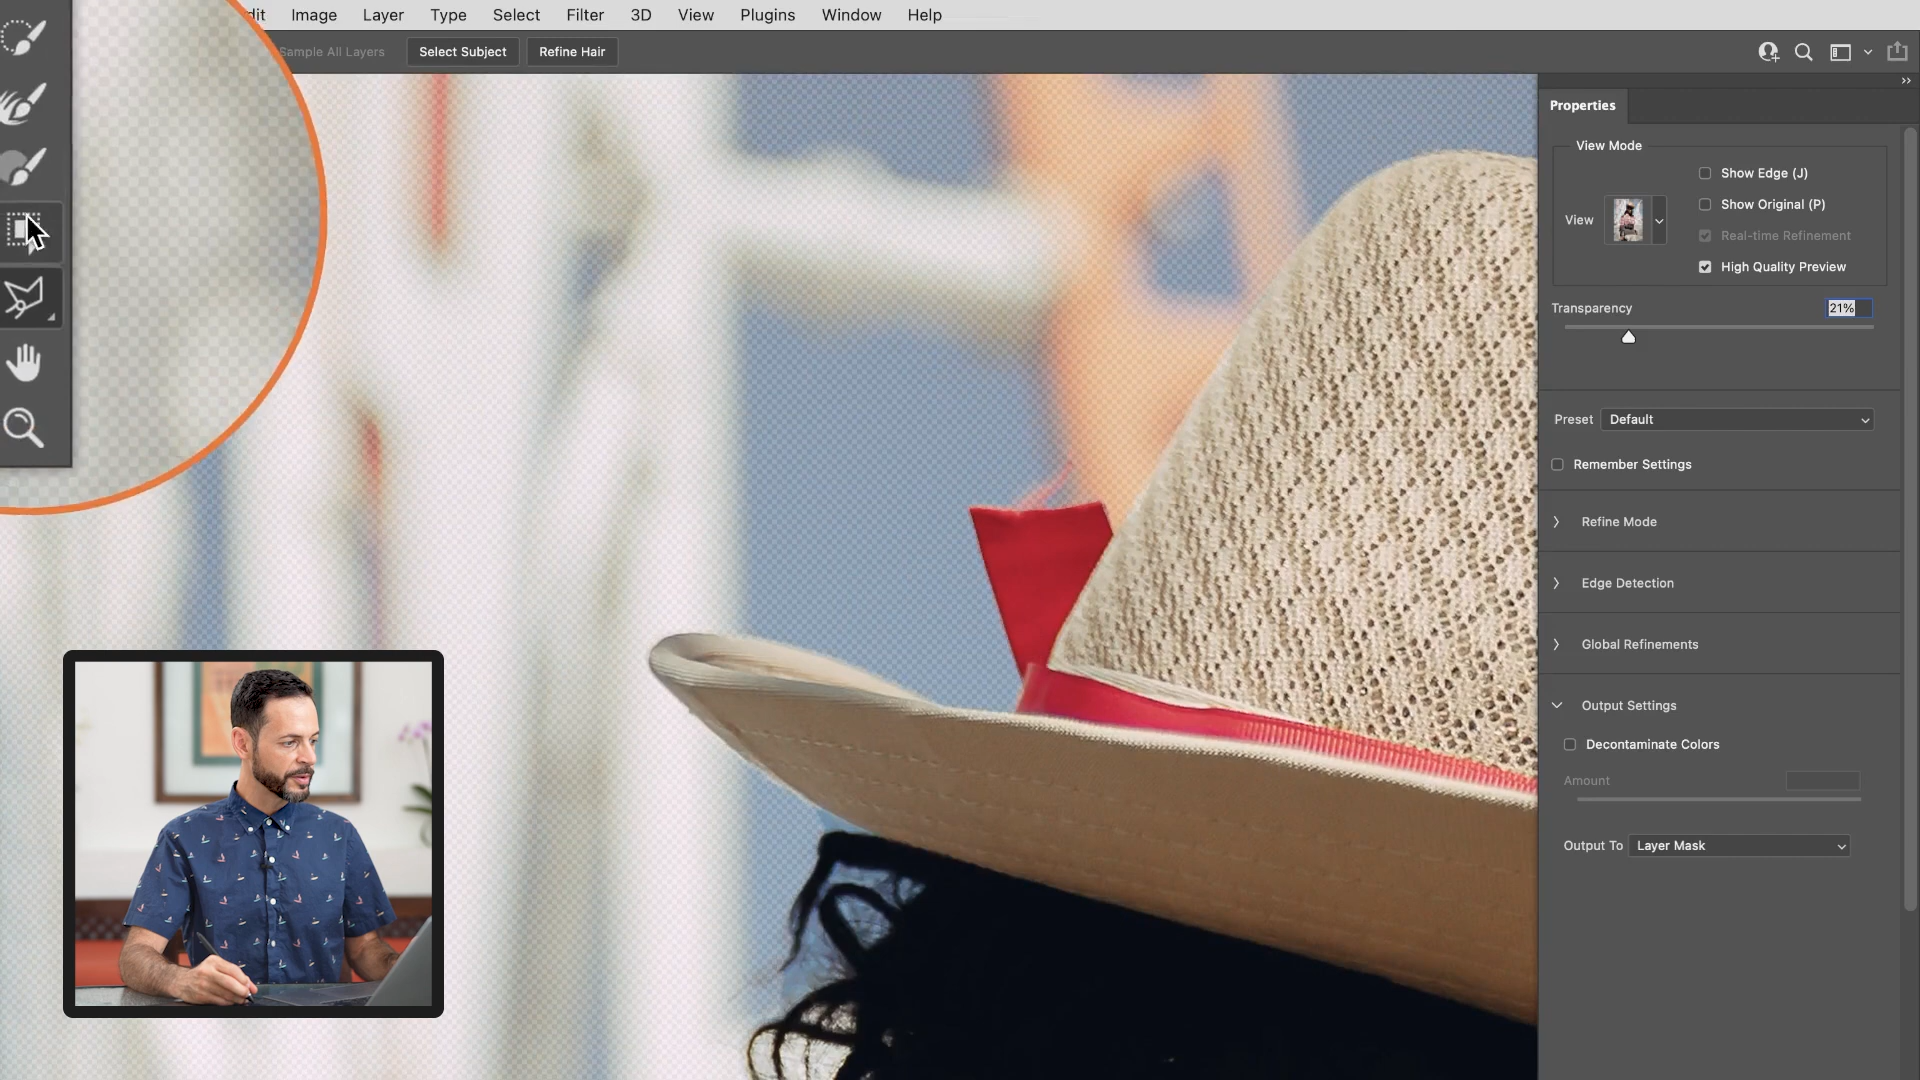 dit Image Layer Type Select Filter 3D View Plugins Window Help
Sample All Layers Select Subject Refine Hair
Properties
View Mode
Show Edge (J)
Show Original (P)
View
Real-time Refinement
High Quality Preview
Transparency 21%
Preset Default
Remember Settings
Refine Mode
Edge Detection
Global Refinements
Output Settings
Decontaminate Colors
Amount
Output To Layer Mask